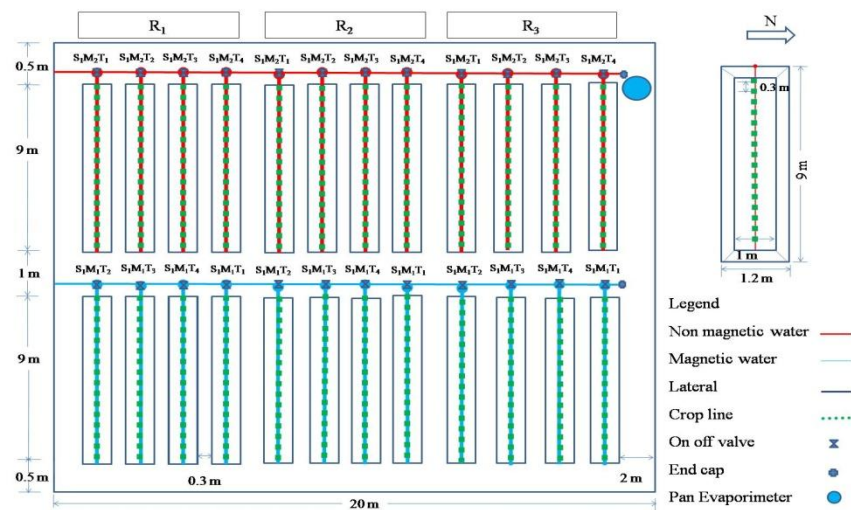 R1 R2 R3
N
0.5 m
S1M2T1 S1M2T2 S1M2T3 S1M2T4 S1M2T1 S1M2T2 S1M2T3 S1M2T4 S1M2T1 S1M2T2 S1M2T3 S1M2T4
0.3 m
9 m
9 m
1 m
1.2 m
1 m
S1M1T2 S1M1T3 S1M1T4 S1M1T1 S1M1T2 S1M1T3 S1M1T4 S1M1T1 S1M1T2 S1M1T3 S1M1T4 S1M1T1
9 m
0.3 m
2 m
0.5 m
20 m
Legend
Non magnetic water
Magnetic water
Lateral
Crop line
On off valve
End cap
Pan Evaporimeter